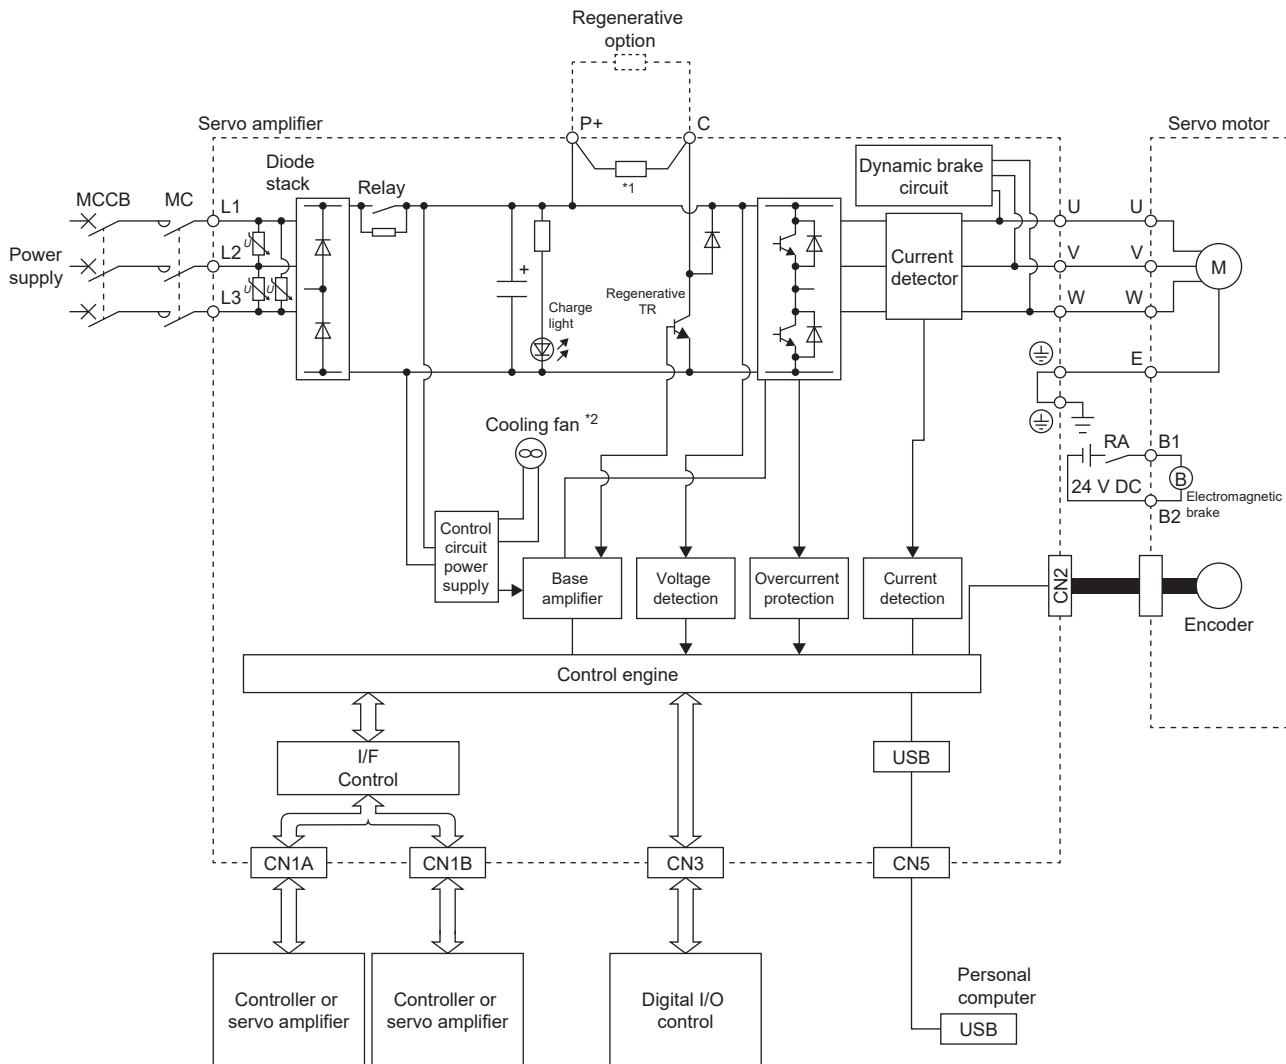 Regenerative
option
Servo amplifier
P+
C
Servo motor
Diode
stack
Relay
*1
Dynamic brake
circuit
MCCB
MC
L1
U
U
Power
supply
U
L2
Current
detector
V
V
M
U
U
L3
+
Regenerative
TR
Charge
light
W
W
E
Cooling fan *2
RA
B1
24 V DC
B
Electromagnetic
brake
B2
Control
circuit
power
supply
Base
amplifier
Voltage
detection
Overcurrent
protection
Current
detection
CN2
Encoder
Control engine
I/F
Control
USB
CN1A
CN1B
CN3
CN5
Controller or
servo amplifier
Controller or
servo amplifier
Digital I/O
control
Personal
computer
USB